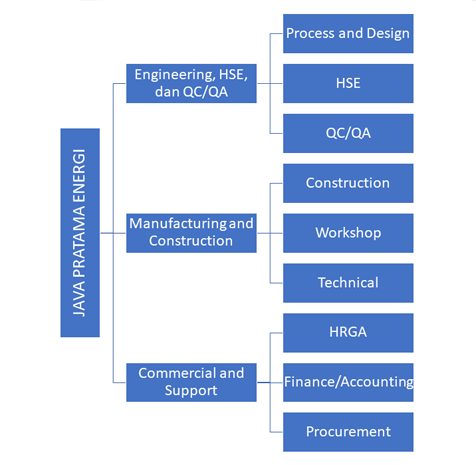 JAVA PRATAMA ENERGI
Engineering, HSE,
dan QC/QA
Process and Design
HSE
QC/QA
Manufacturing and
Construction
Construction
Workshop
Technical
Commercial and
Support
HRGA
Finance/Accounting
Procurement